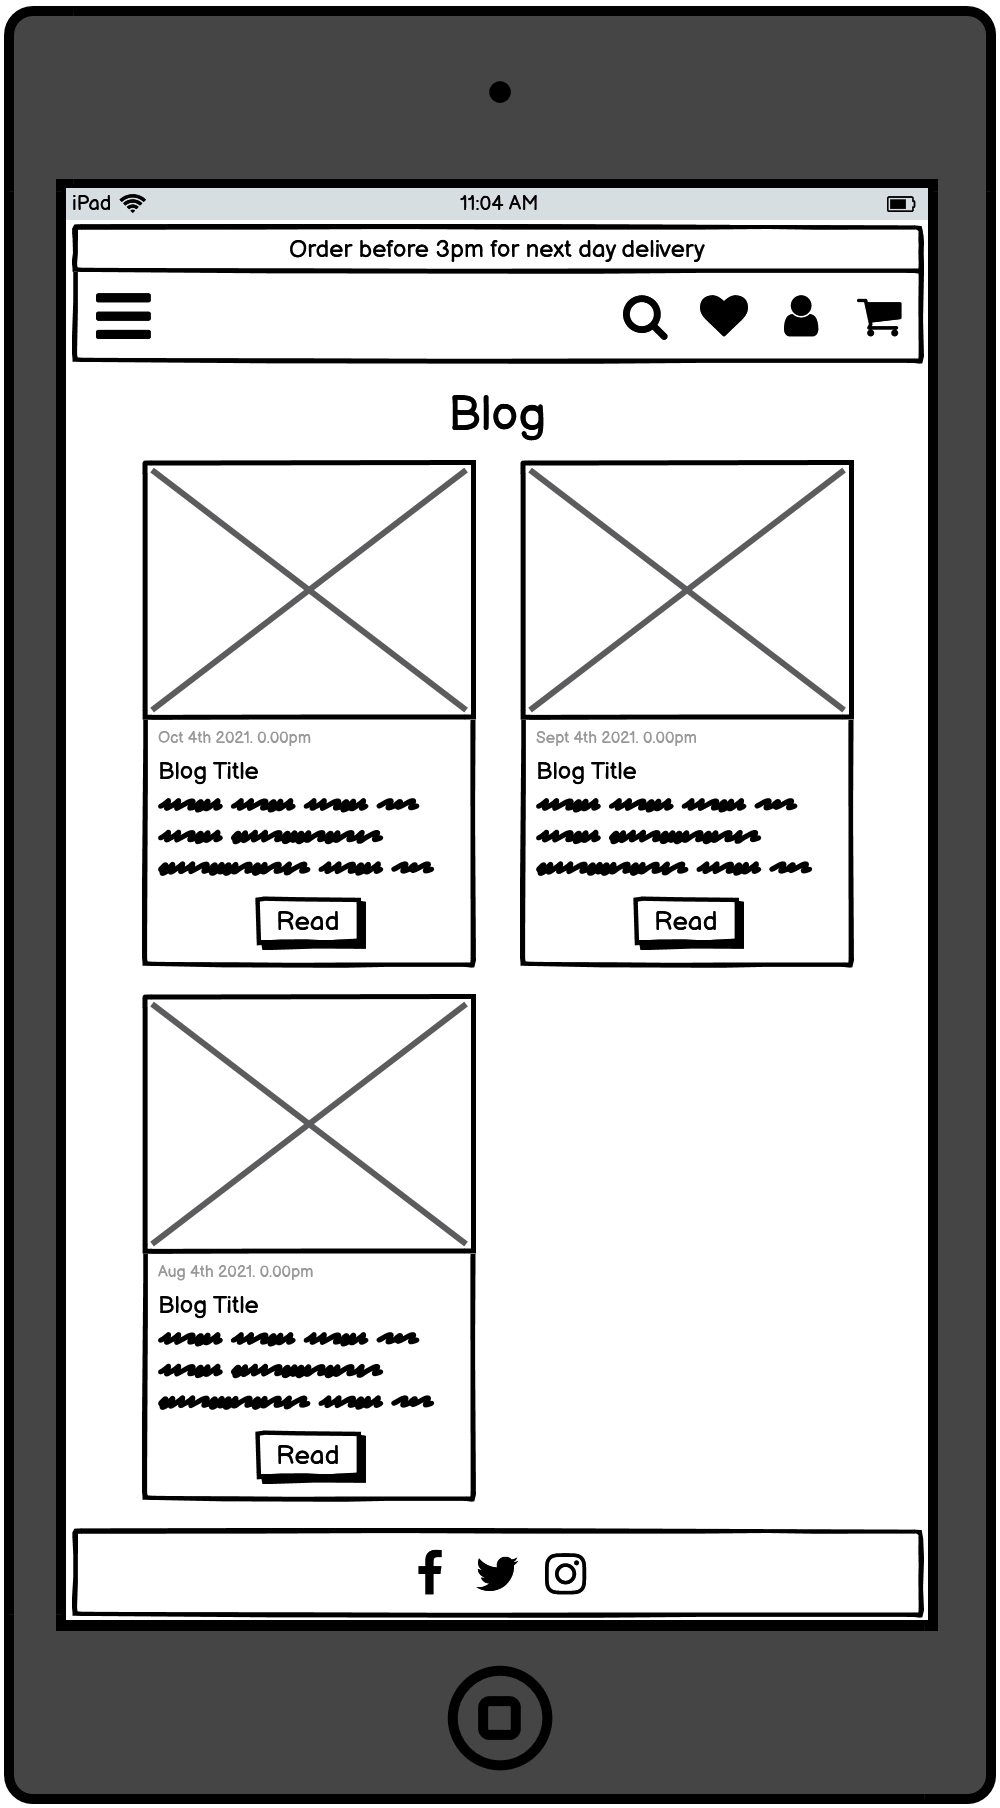 iPad
11:04 AM
Order before 3pm for next day delivery
Blog
Oct 4th 2021. 0.00pm
Blog Title
Read
Sept 4th 2021. 0.00pm
Blog Title
Read
Aug 4th 2021. 0.00pm
Blog Title
Read